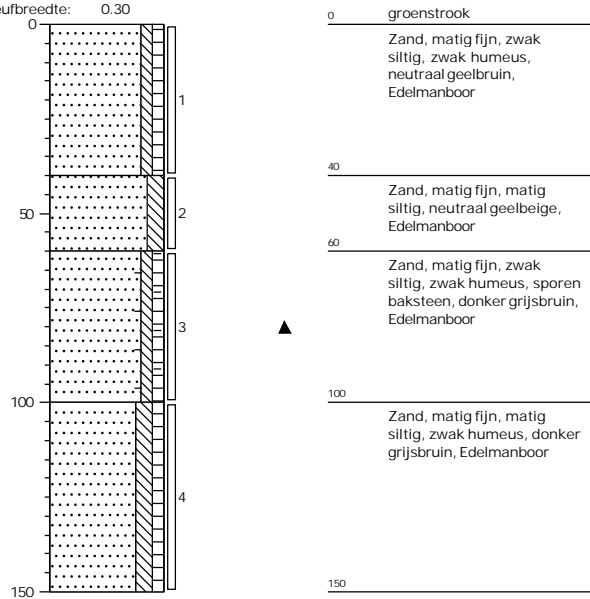 eufbreedte: 0.30
0
50
100
150
1
2
3
4
0 groenstrook
Zand, matig fijn, zwak
siltig, zwak humeus,
neutraal geelbruin,
Edelmanboor
40
Zand, matig fijn, matig
siltig, neutraal geelbeige,
Edelmanboor
60
Zand, matig fijn, zwak
siltig, zwak humeus, sporen
baksteen, donker grijsbruin,
Edelmanboor
100
Zand, matig fijn, matig
siltig, zwak humeus, donker
grijsbruin, Edelmanboor
150